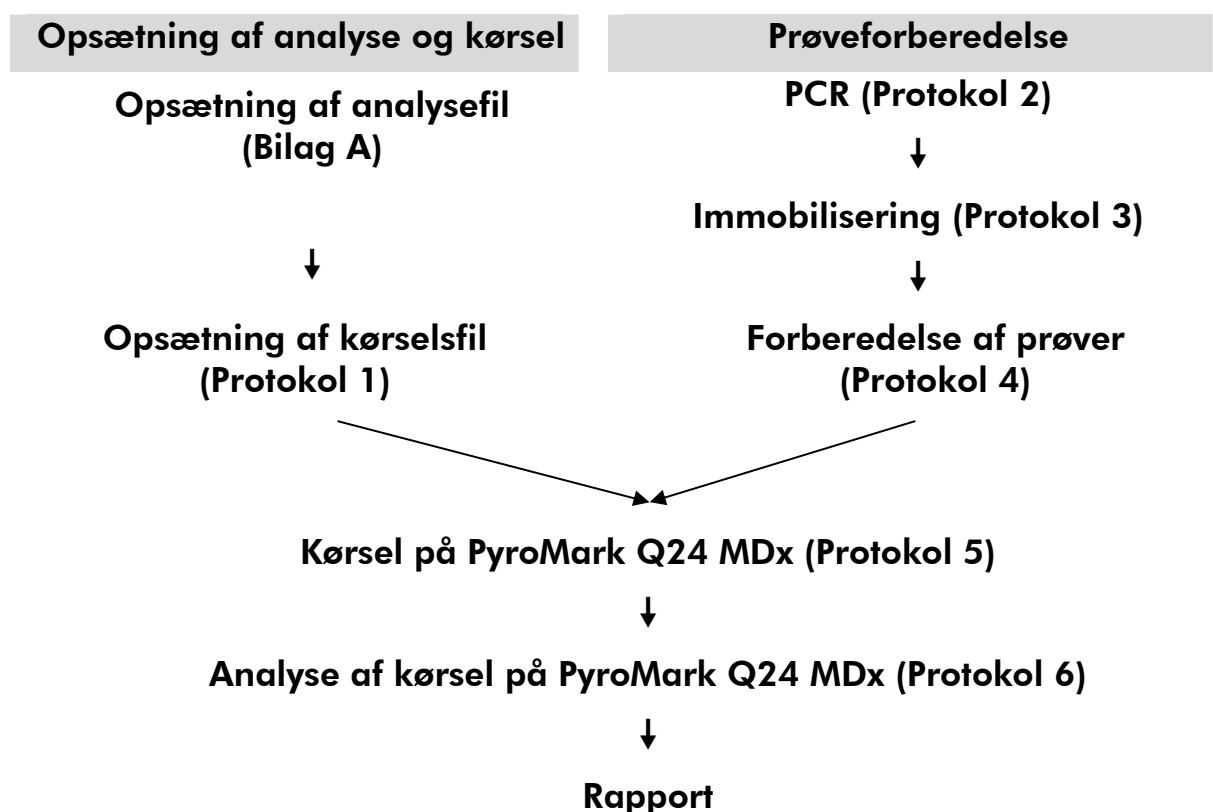 Opsætning af analyse og kørsel
Opsætning af analysefil
(Bilag A)
Opsætning af kørselsfil
(Protokol 1)
Prøveforberedelse
PCR (Protokol 2)
Immobilisering (Protokol 3)
Forberedelse af prøver
(Protokol 4)
Kørsel på PyroMark Q24 MDx (Protokol 5)
Analyse af kørsel på PyroMark Q24 MDx (Protokol 6)
Rapport